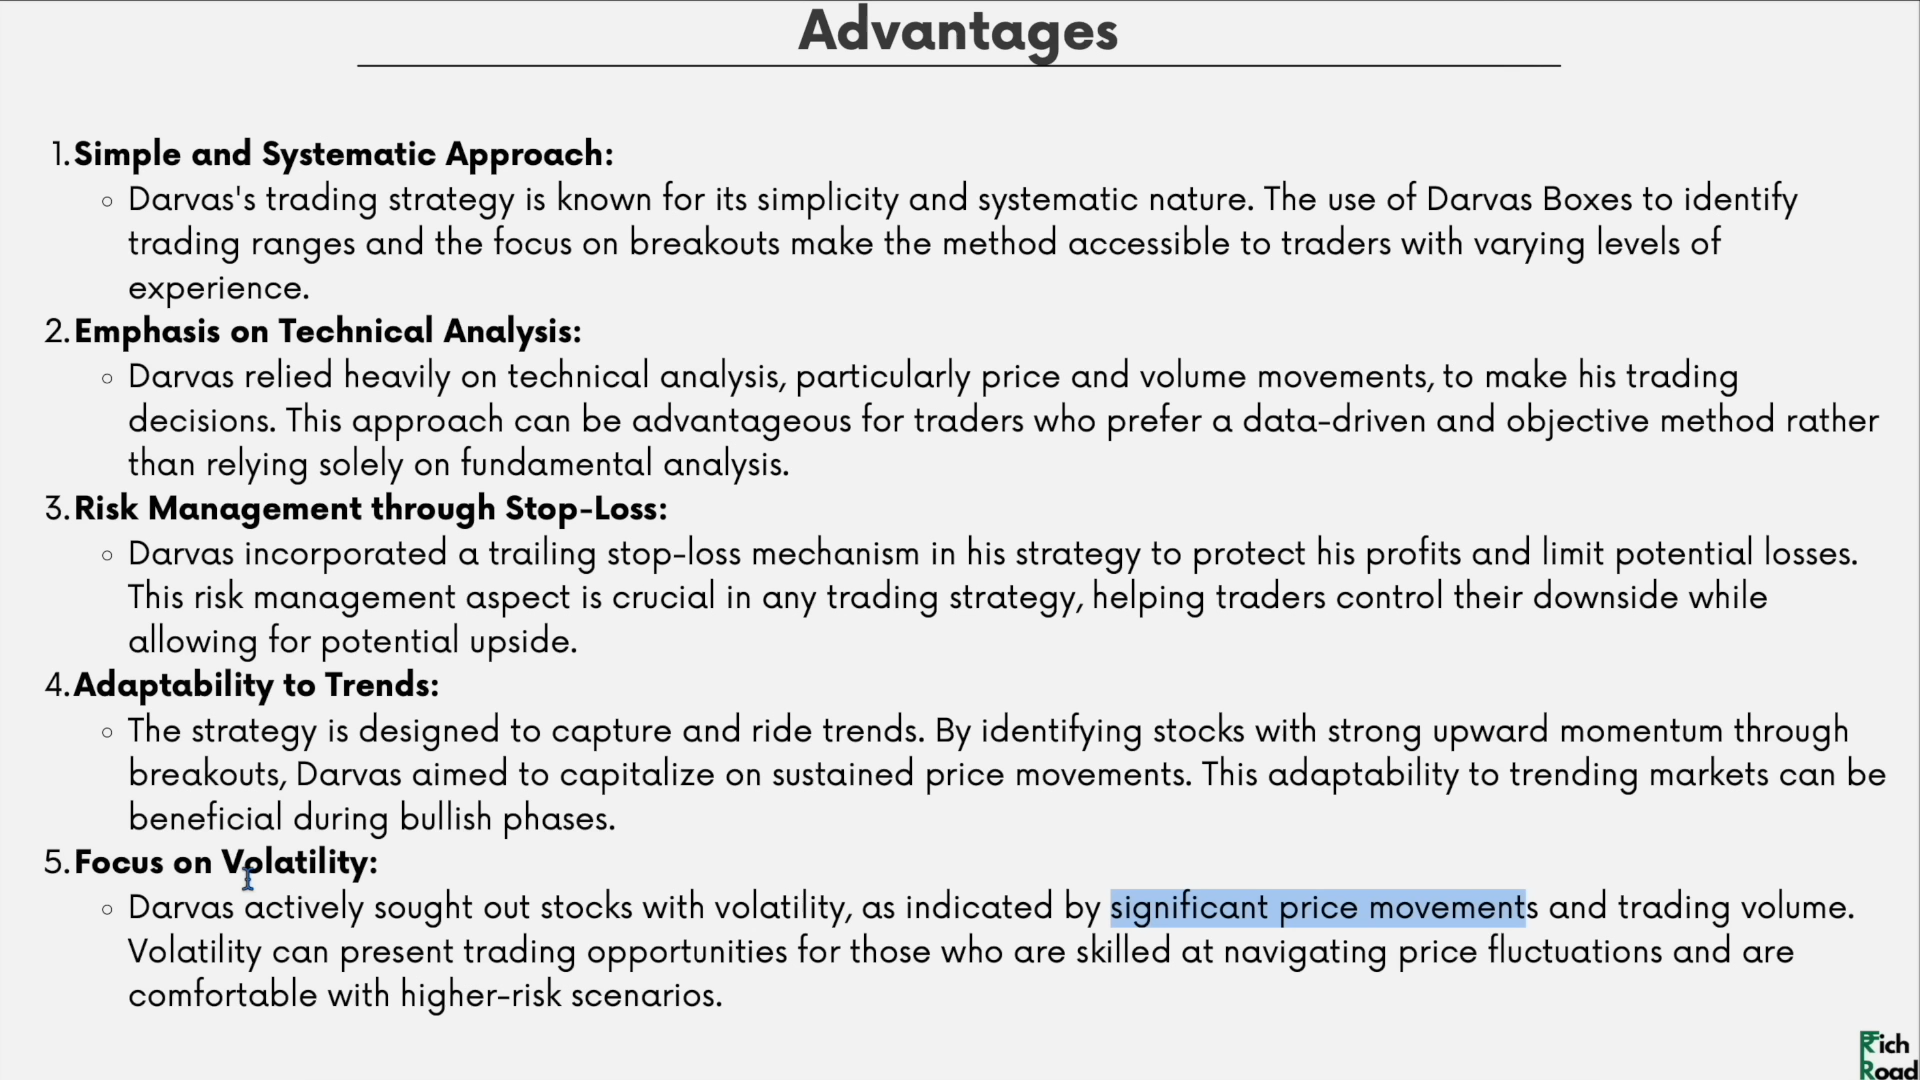 Advantages
1. Simple and Systematic Approach:
○ Darvas's trading strategy is known for its simplicity and systematic nature. The use of Darvas Boxes to identify
trading ranges and the focus on breakouts make the method accessible to traders with varying levels of
experience.
2. Emphasis on Technical Analysis:
○ Darvas relied heavily on technical analysis, particularly price and volume movements, to make his trading
decisions. This approach can be advantageous for traders who prefer a data-driven and objective method rather
than relying solely on fundamental analysis.
3. Risk Management through Stop-Loss:
○ Darvas incorporated a trailing stop-loss mechanism in his strategy to protect his profits and limit potential losses.
This risk management aspect is crucial in any trading strategy, helping traders control their downside while
allowing for potential upside.
4. Adaptability to Trends:
○ The strategy is designed to capture and ride trends. By identifying stocks with strong upward momentum through
breakouts, Darvas aimed to capitalize on sustained price movements. This adaptability to trending markets can be
beneficial during bullish phases.
5. Focus on Volatility:
○ Darvas actively sought out stocks with volatility, as indicated by significant price movements and trading volume.
Volatility can present trading opportunities for those who are skilled at navigating price fluctuations and are
comfortable with higher-risk scenarios.
₹ich
Road